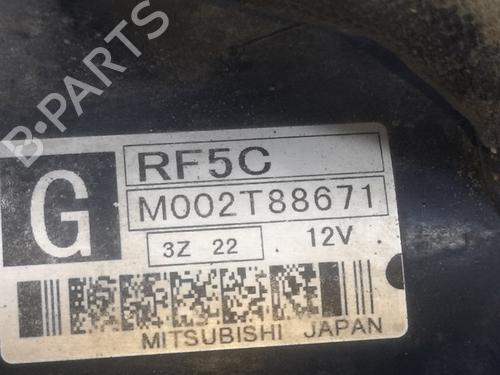 B-PARTS
G
RF5C
M002T88671
3Z 22 12V
MITSUBISHI JAPAN